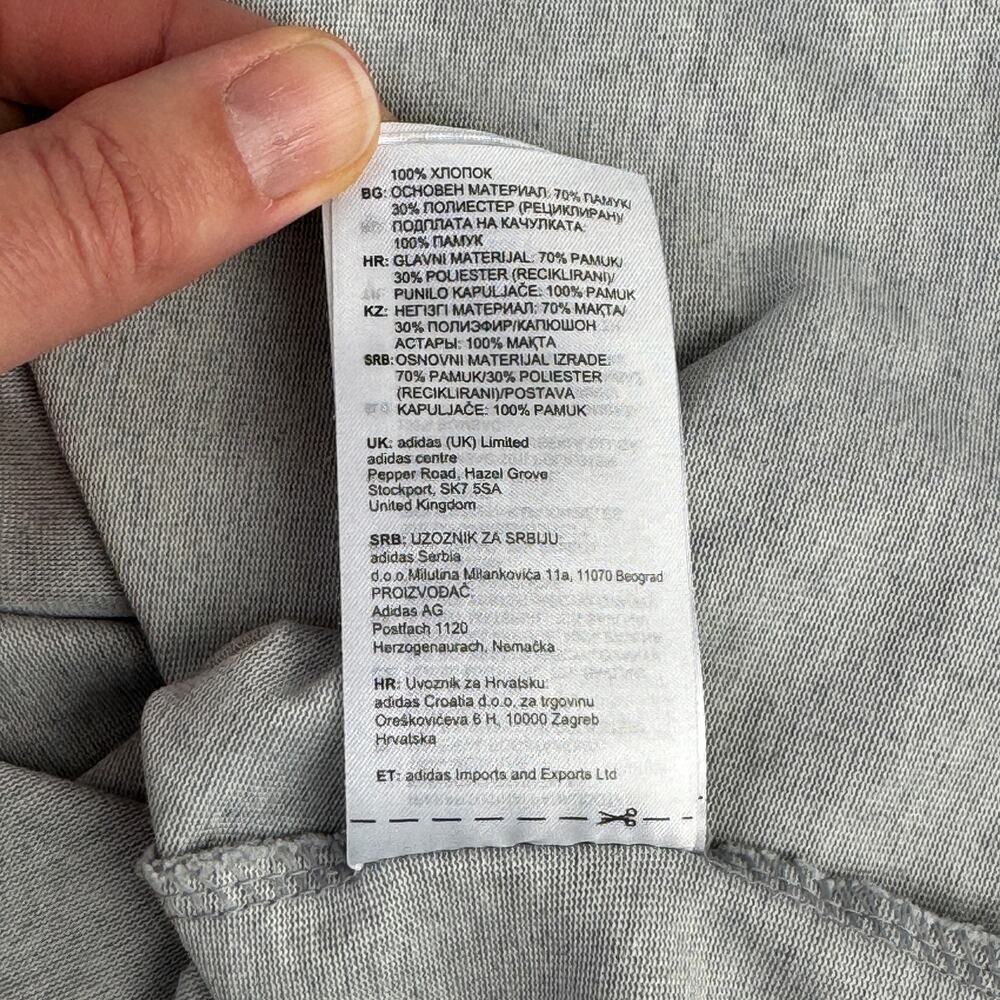 100% ХЛОПОК
BG: ОСНОВЕН МАТЕРИАЛ: 70% ПАМУК/
30% ПОЛИЕСТЕР (РЕЦИКЛИРАН)/
ПОДПЛАТА НА КАЧУЛКАТА:
100% ПАМУК
HR: GLAVNI MATERIJAL: 70% PAMUK/
30% POLIESTER (RECIKLIRANI)/
PUNILO KAPULJAČE: 100% PAMUK
KZ: НЕГІЗГІ МАТЕРИАЛ: 70% МАҚТА/
30% ПОЛИЭФИР/КАПЮШОН
АСТАРЫ: 100% МАҚТА
SRB: OSNOVNI MATERIJAL IZRADE:
70% PAMUK/30% POLIESTER
(RECIKLIRANI)/POSTAVA
KAPULJAČE: 100% PAMUK
UK: adidas (UK) Limited
adidas centre
Pepper Road, Hazel Grove
Stockport, SK7 5SA
United Kingdom
SRB: UZOZNIK ZA SRBIJU:
adidas Serbia
d.o.o,Milutina Milankovića 11a, 11070 Beograd
PROIZVOĐAČ:
Adidas AG
Postfach 1120
Herzogenaurach, Nemačka
HR: Uvoznik za Hrvatsku:
adidas Croatia d.o.o. za trgovinu
Oreškovićeva 6 H, 10000 Zagreb
Hrvatska
ET: adidas Imports and Exports Ltd